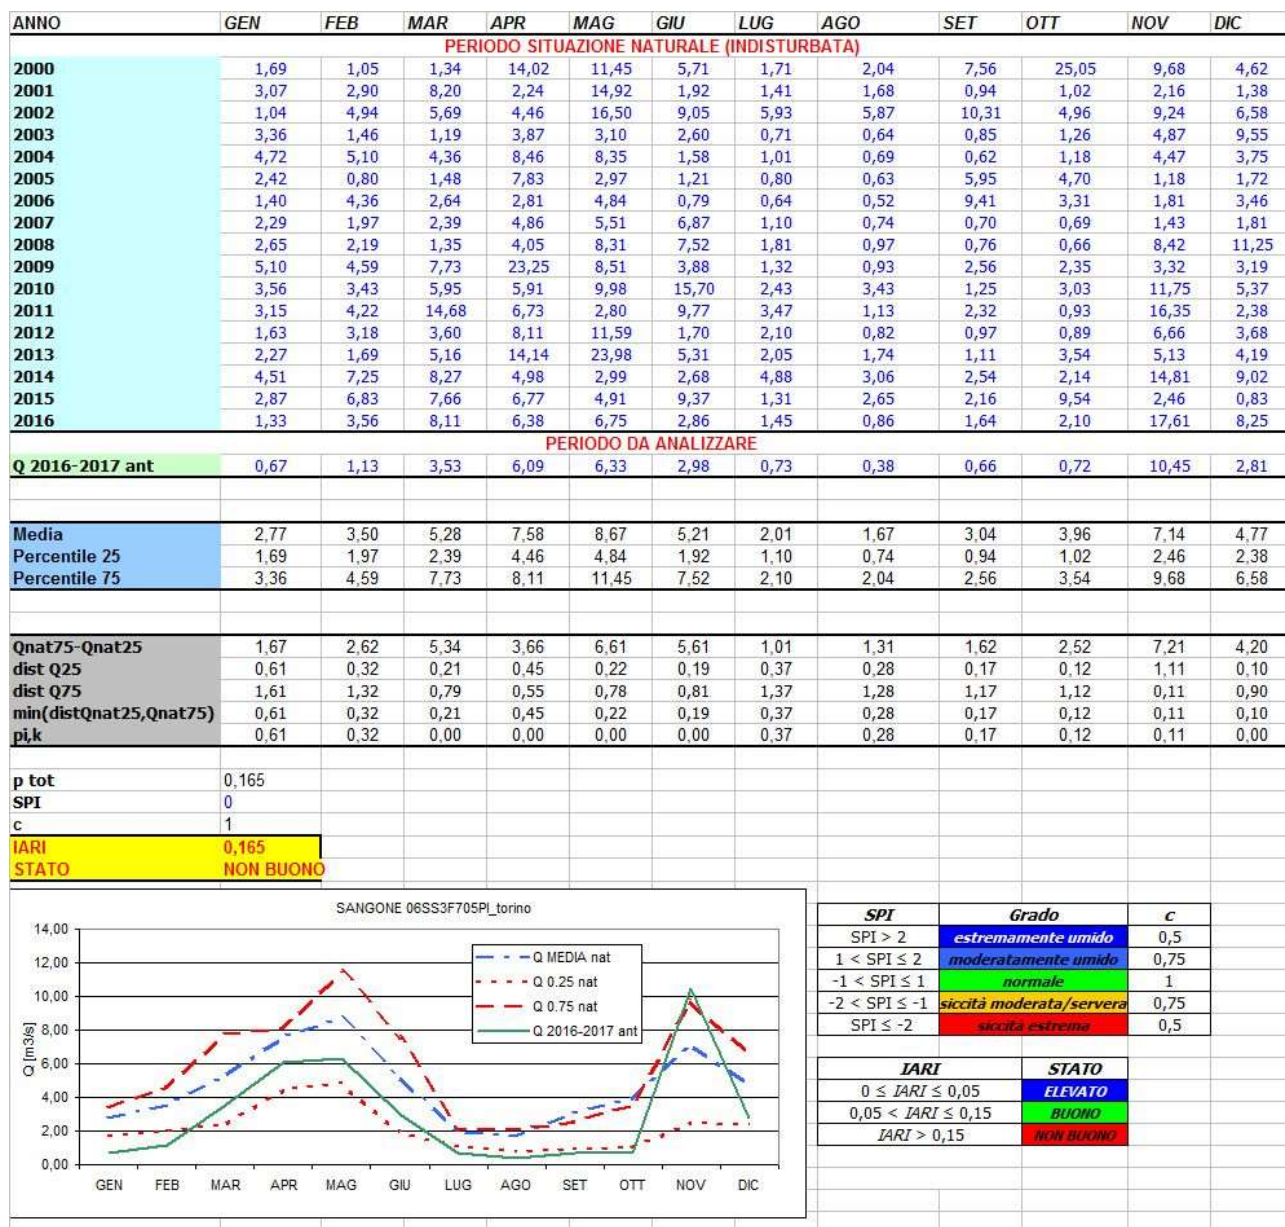 ANNO GEN FEB MAR APR MAG GIU LUG AGO SET OTT NOV DIC
PERIODO SITUAZIONE NATURALE (INDISTURBATA)
2000 1,69 1,05 1,34 14,02 11,45 5,71 1,71 2,04 7,56 25,05 9,68 4,62
2001 3,07 2,90 8,20 2,24 14,92 1,92 1,41 1,68 0,94 1,02 2,16 1,38
2002 1,04 4,94 5,69 4,46 16,50 9,05 5,93 5,87 10,31 4,96 9,24 6,58
2003 3,36 1,46 1,19 3,87 3,10 2,60 0,71 0,64 0,85 1,26 4,87 9,55
2004 4,72 5,10 4,36 8,46 8,35 1,58 1,01 0,69 0,62 1,18 4,47 3,75
2005 2,42 0,80 1,48 7,83 2,97 1,21 0,80 0,63 5,95 4,70 1,18 1,72
2006 1,40 4,36 2,64 2,81 4,84 0,79 0,64 0,52 9,41 3,31 1,81 3,46
2007 2,29 1,97 2,39 4,86 5,51 6,87 1,10 0,74 0,70 0,69 1,43 1,81
2008 2,65 2,19 1,35 4,05 8,31 7,52 1,81 0,97 0,76 0,66 8,42 11,25
2009 5,10 4,59 7,73 23,25 8,51 3,88 1,32 0,93 2,56 2,35 3,32 3,19
2010 3,56 3,43 5,95 5,91 9,98 15,70 2,43 3,43 1,25 3,03 11,75 5,37
2011 3,15 4,22 14,68 6,73 2,80 9,77 3,47 1,13 2,32 0,93 16,35 2,38
2012 1,63 3,18 3,60 8,11 11,59 1,70 2,10 0,82 0,97 0,89 6,66 3,68
2013 2,27 1,69 5,16 14,14 23,98 5,31 2,05 1,74 1,11 3,54 5,13 4,19
2014 4,51 7,25 8,27 4,98 2,99 2,68 4,88 3,06 2,54 2,14 14,81 9,02
2015 2,87 6,83 7,66 6,77 4,91 9,37 1,31 2,65 2,16 9,54 2,46 0,83
2016 1,33 3,56 8,11 6,38 6,75 2,86 1,45 0,86 1,64 2,10 17,61 8,25
PERIODO DA ANALIZZARE
Q 2016-2017 ant 0,67 1,13 3,53 6,09 6,33 2,98 0,73 0,38 0,66 0,72 10,45 2,81
Media 2,77 3,50 5,28 7,58 8,67 5,21 2,01 1,67 3,04 3,96 7,14 4,77
Percentile 25 1,69 1,97 2,39 4,46 4,84 1,92 1,10 0,74 0,94 1,02 2,46 2,38
Percentile 75 3,36 4,59 7,73 8,11 11,45 7,52 2,10 2,04 2,56 3,54 9,68 6,58
Qnat75-Qnat25 1,67 2,62 5,34 3,66 6,61 5,61 1,01 1,31 1,62 2,52 7,21 4,20
dist Q25 0,61 0,32 0,21 0,45 0,22 0,19 0,37 0,28 0,17 0,12 1,11 0,10
dist Q75 1,61 1,32 0,79 0,55 0,78 0,81 1,37 1,28 1,17 1,12 0,11 0,90
min(distQnat25,Qnat75) 0,61 0,32 0,21 0,45 0,22 0,19 0,37 0,28 0,17 0,12 0,11 0,10
pi,k 0,61 0,32 0,00 0,00 0,00 0,00 0,37 0,28 0,17 0,12 0,11 0,00
p tot 0,165
SPI 0
c 1
IARI 0,165
STATO NON BUONO
SANGONE 06SS3F705PI_torino
Q [m3/s]
14,00
12,00
10,00
8,00
6,00
4,00
2,00
0,00
Q MEDIA nat
Q 0.25 nat
Q 0.75 nat
Q 2016-2017 ant
GEN FEB MAR APR MAG GIU LUG AGO SET OTT NOV DIC
SPI Grado c
SPI > 2 estremamente umido 0,5
1 < SPI ≤ 2 moderatamente umido 0,75
-1 < SPI ≤ 1 normale 1
-2 < SPI ≤ -1 siccità moderata/servera 0,75
SPI ≤ -2 siccità estrema 0,5
IARI STATO
0 ≤ IARI ≤ 0,05 ELEVATO
0,05 < IARI ≤ 0,15 BUONO
IARI > 0,15 NON BUONO